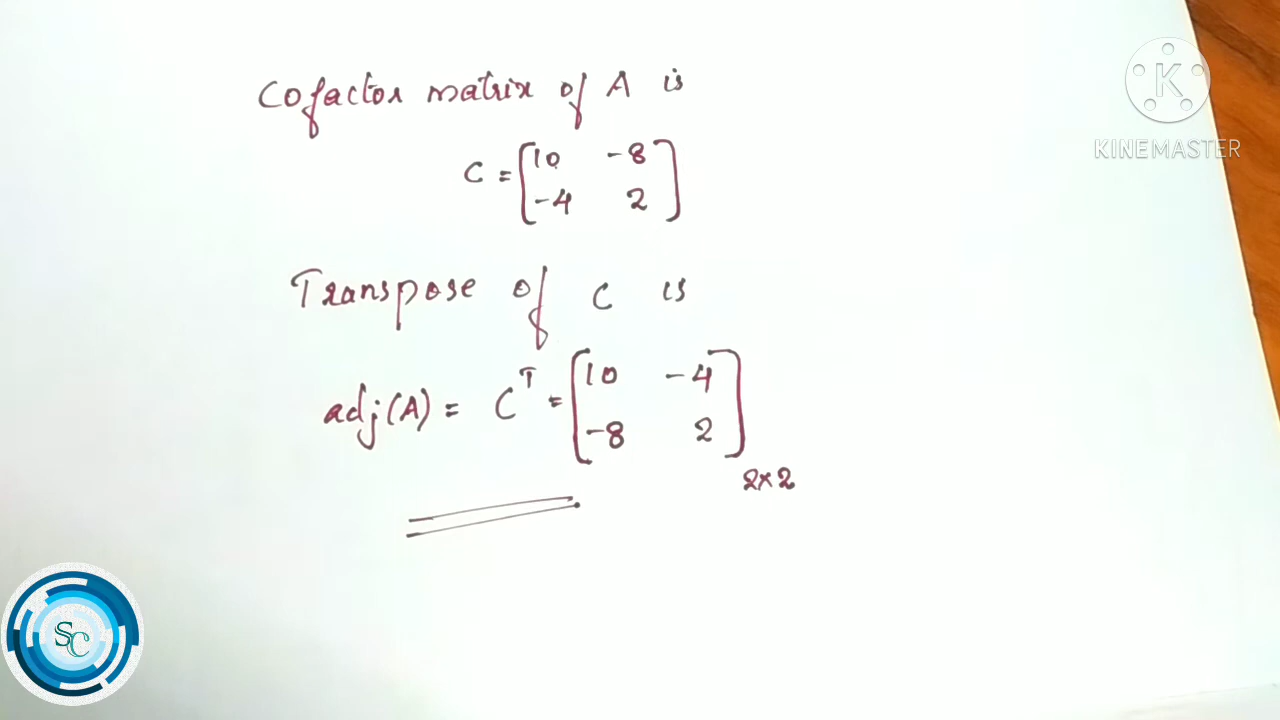 Cofactor matrix of A is
C = [10 -8
-4 2]
Transpose of C is
adj(A) = C^T = [10 -4
-8 2] 2×2
KINEMASTER
K
SC